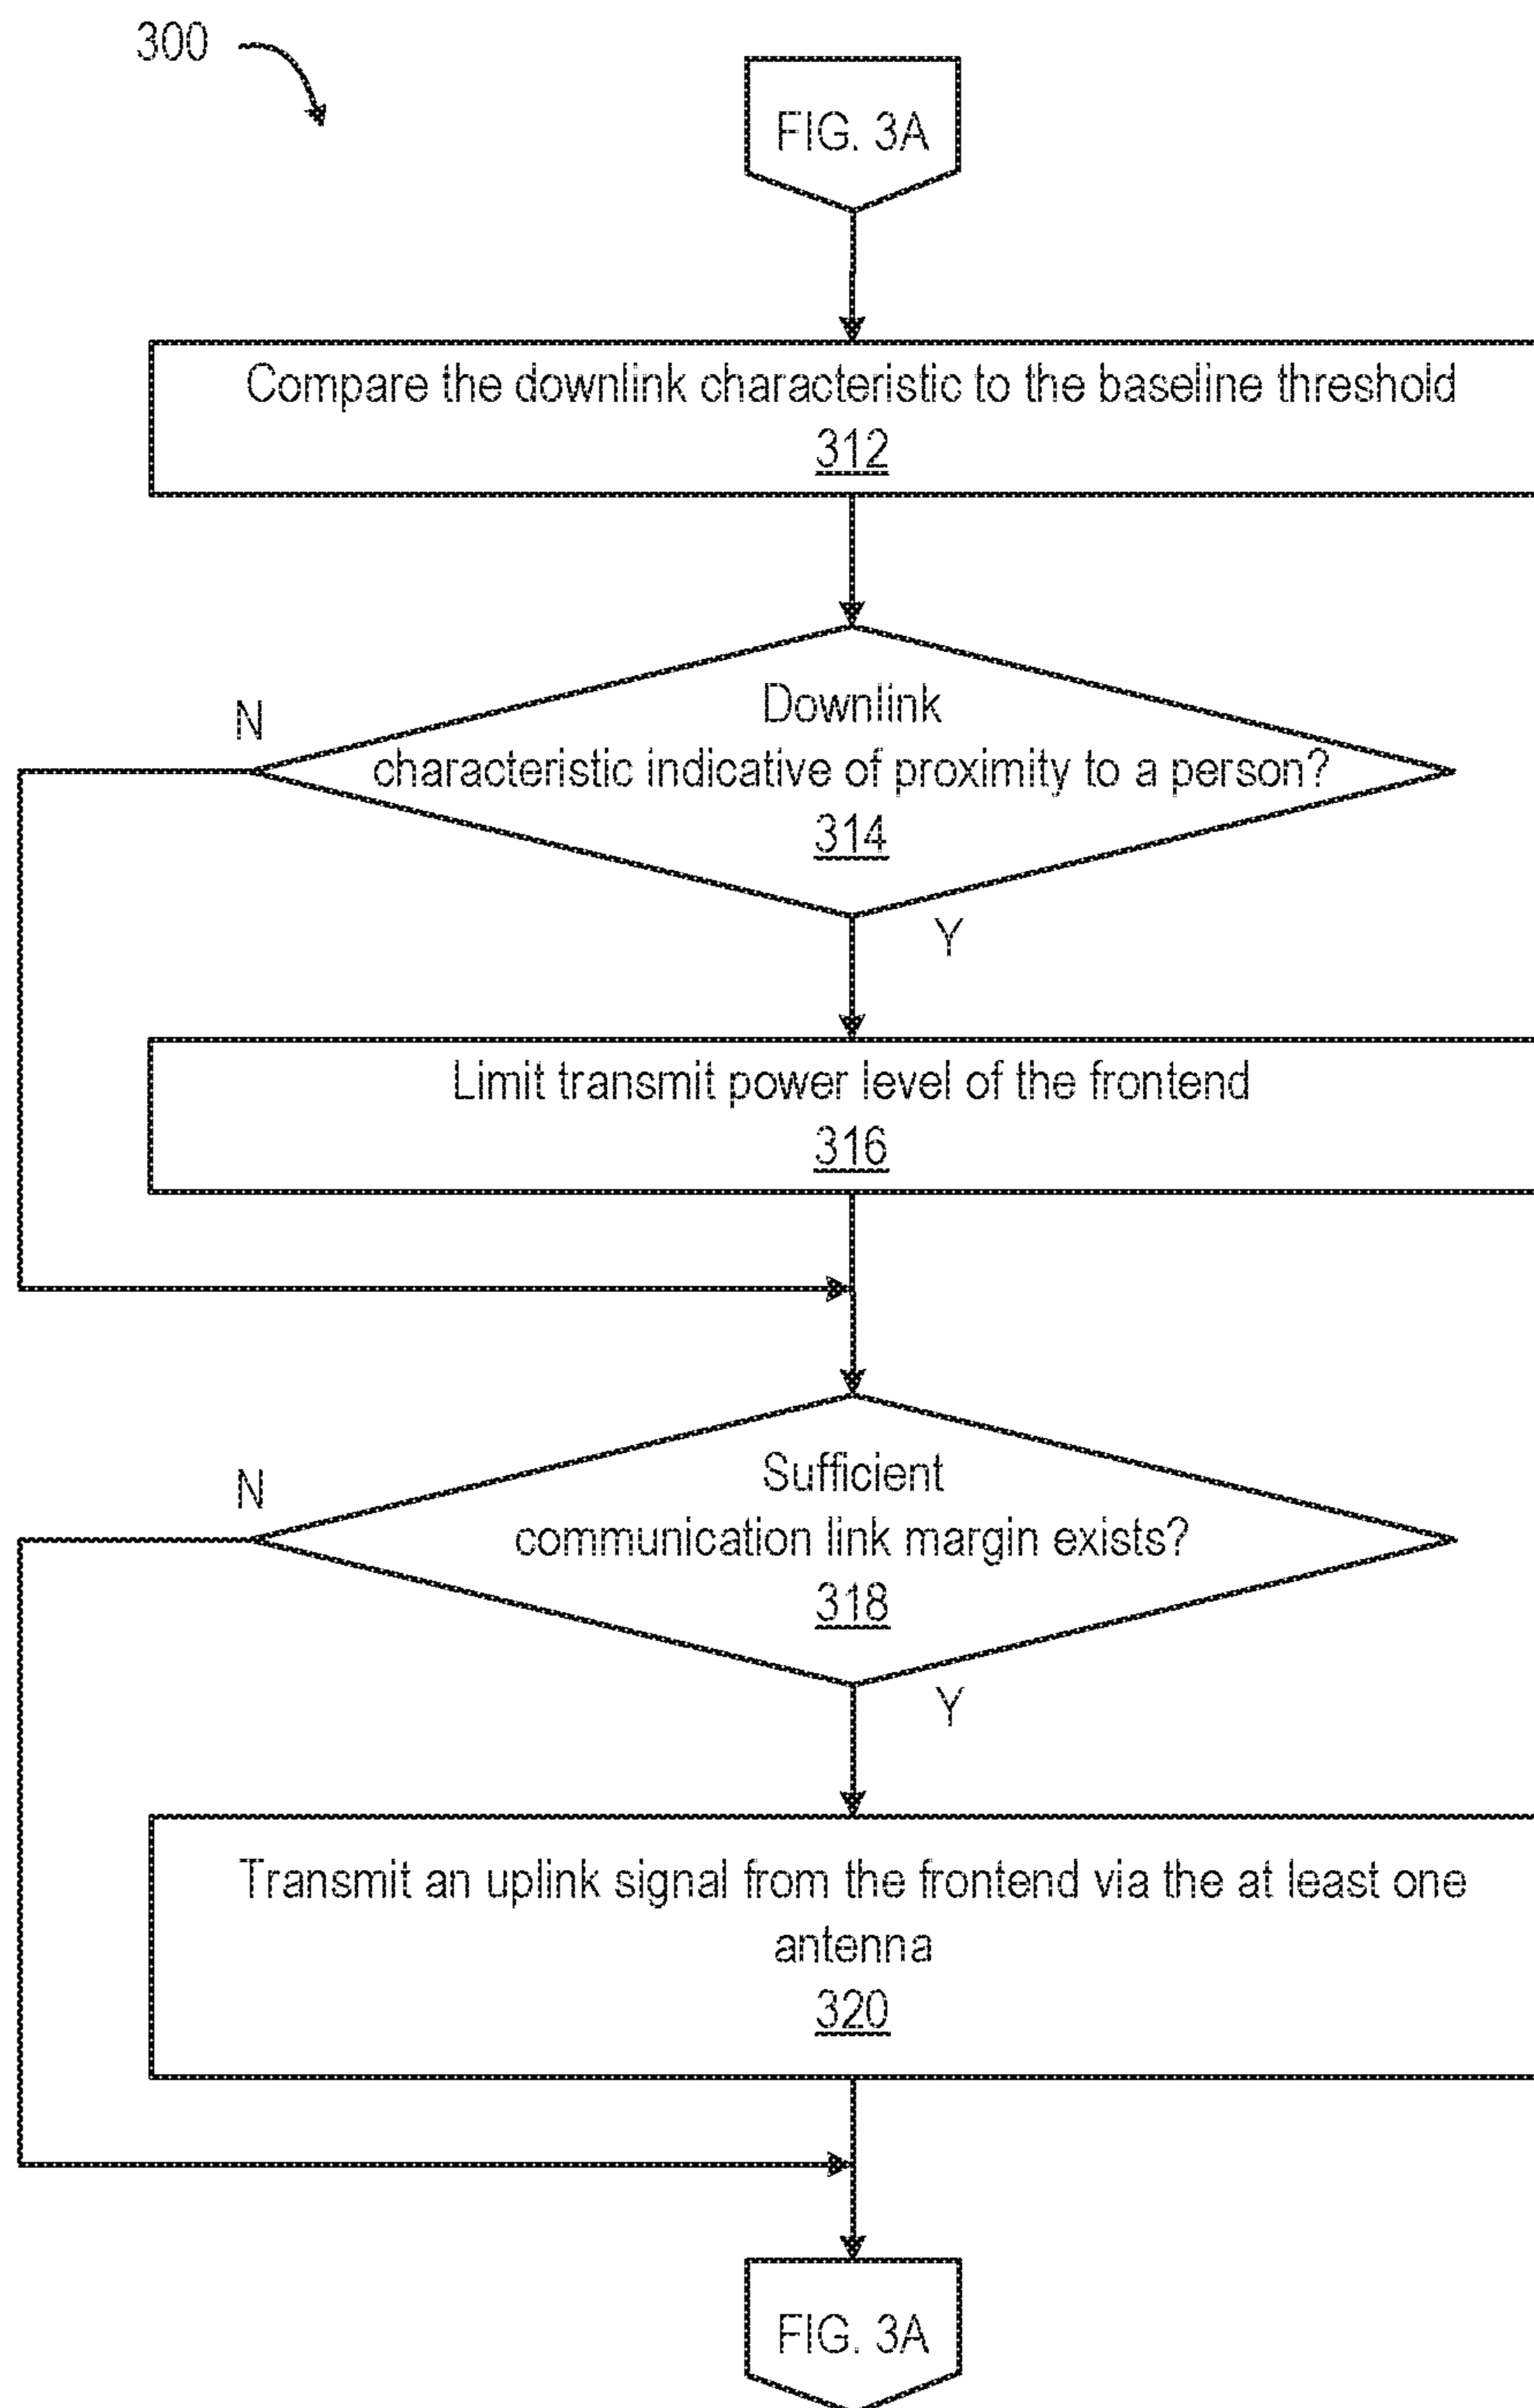 300
FIG. 3A
Compare the downlink characteristic to the baseline threshold
312
Downlink
characteristic indicative of proximity to a person?
314
N
Y
Limit transmit power level of the frontend
316
Sufficient
communication link margin exists?
318
N
Y
Transmit an uplink signal from the frontend via the at least one
antenna
320
FIG. 3A